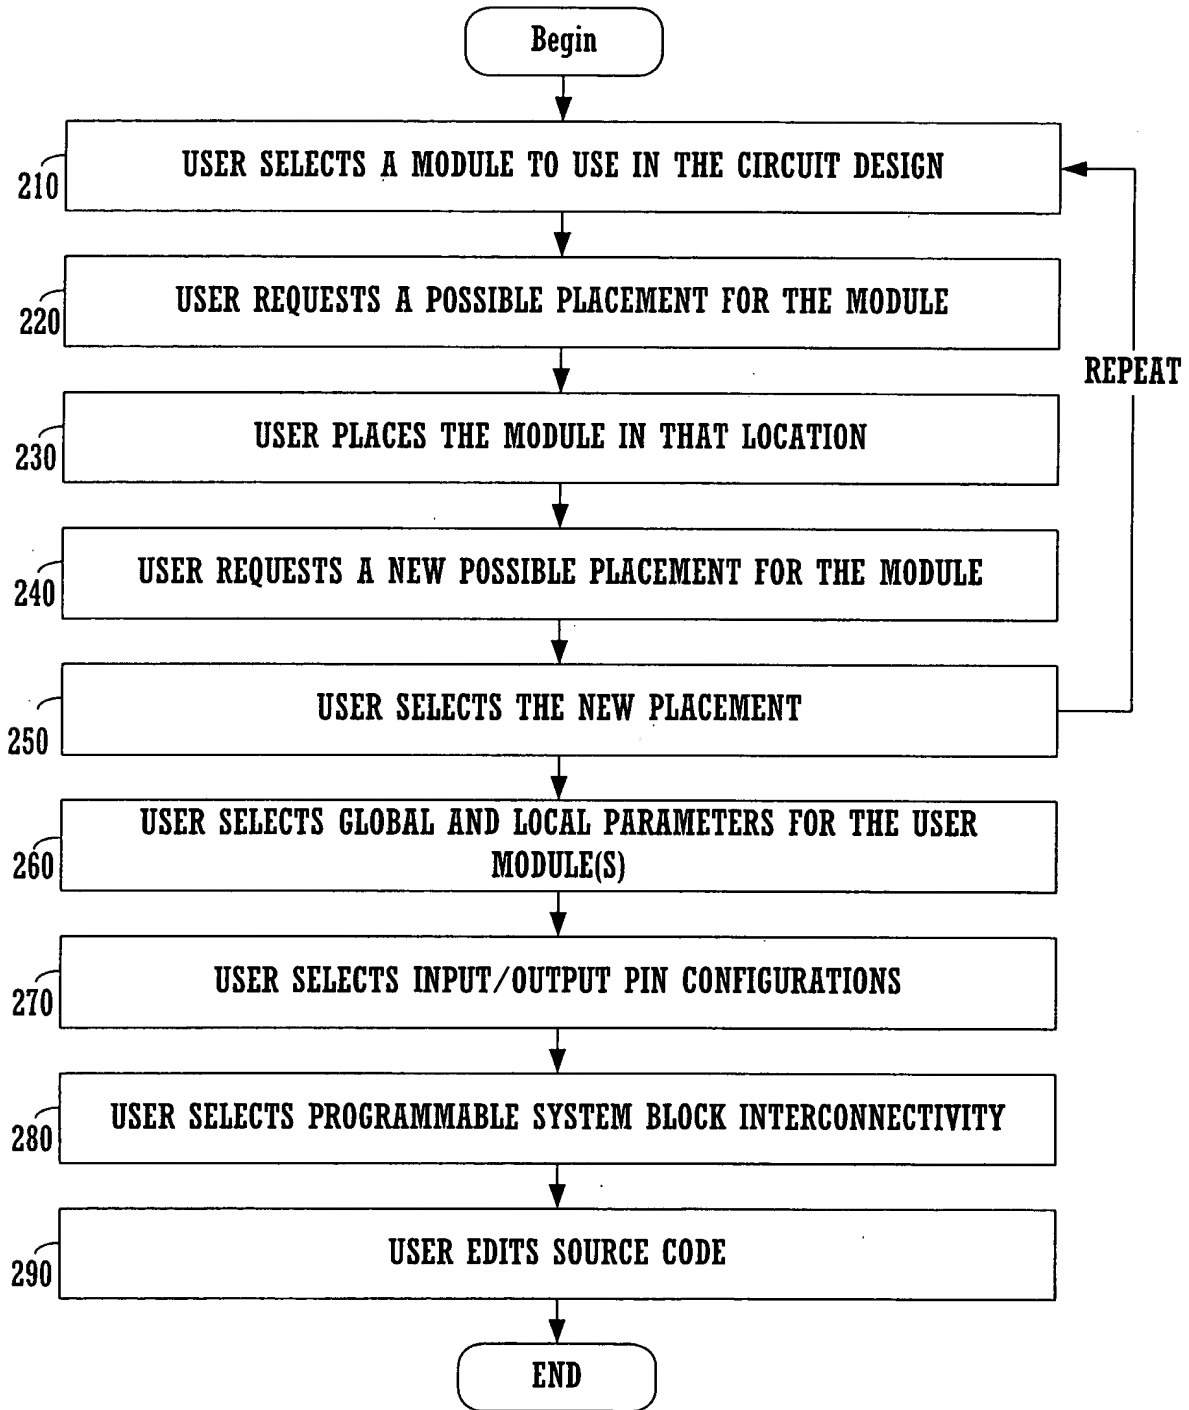 Begin
210
USER SELECTS A MODULE TO USE IN THE CIRCUIT DESIGN
220
USER REQUESTS A POSSIBLE PLACEMENT FOR THE MODULE
REPEAT
230
USER PLACES THE MODULE IN THAT LOCATION
240
USER REQUESTS A NEW POSSIBLE PLACEMENT FOR THE MODULE
250
USER SELECTS THE NEW PLACEMENT
260
USER SELECTS GLOBAL AND LOCAL PARAMETERS FOR THE USER
MODULE(S)
270
USER SELECTS INPUT/OUTPUT PIN CONFIGURATIONS
280
USER SELECTS PROGRAMMABLE SYSTEM BLOCK INTERCONNECTIVITY
290
USER EDITS SOURCE CODE
END